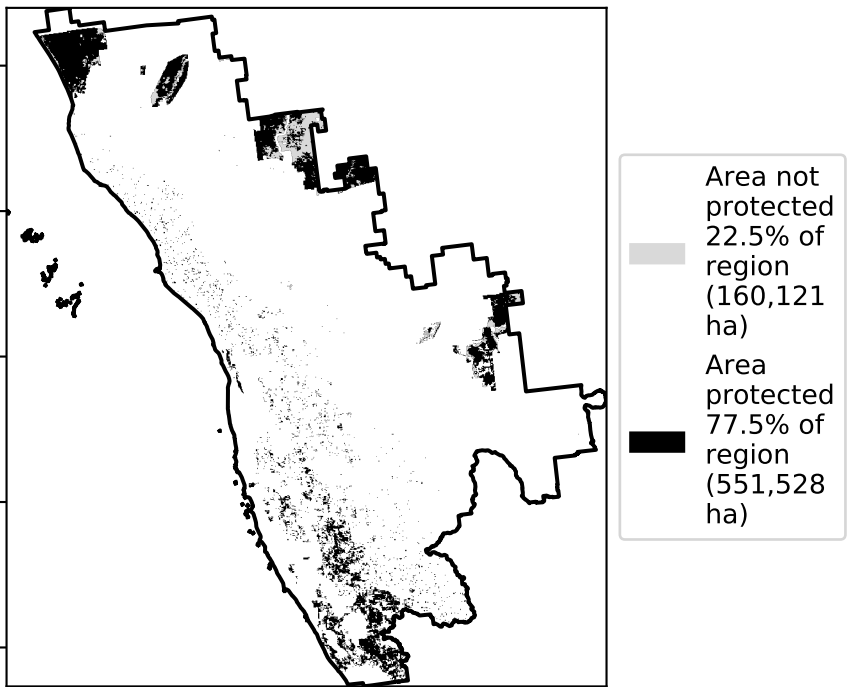 Area not
protected
22.5% of
region
(160,121
ha)
Area
protected
77.5% of
region
(551,528
ha)